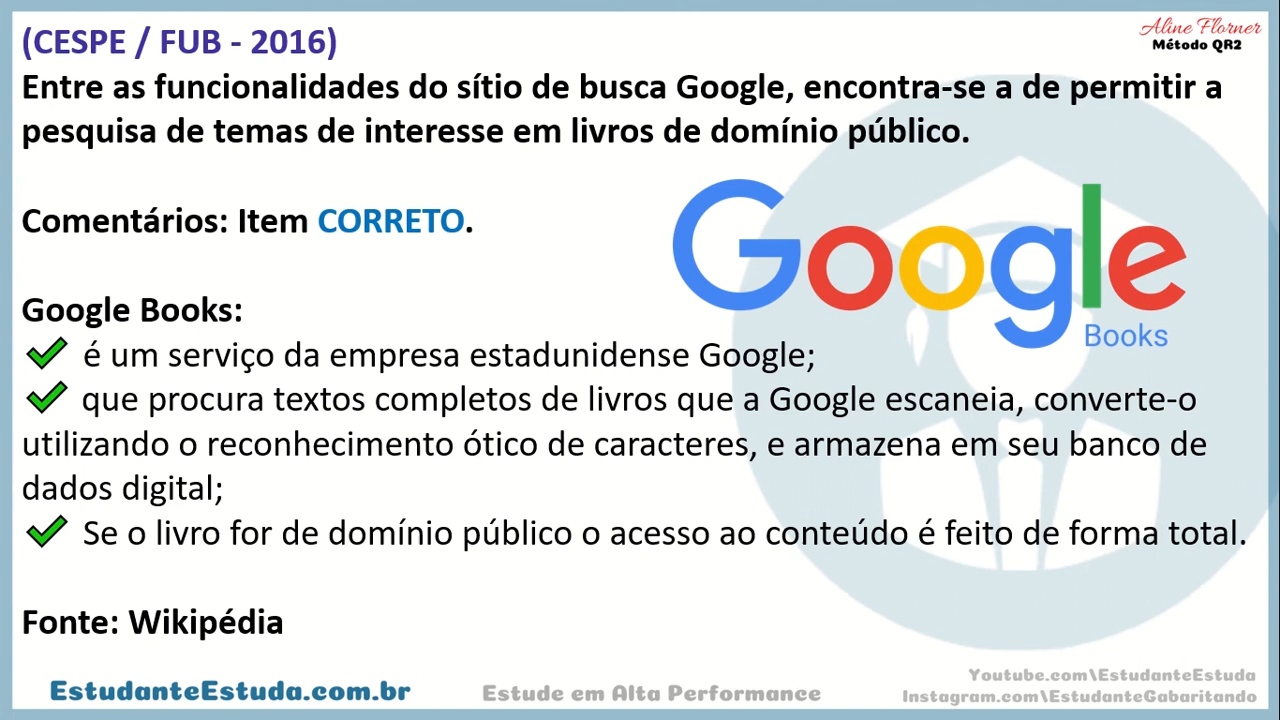 (CESPE / FUB - 2016)
Aline Florner
Método QR2
Entre as funcionalidades do sítio de busca Google, encontra-se a de permitir a
pesquisa de temas de interesse em livros de domínio público.
Comentários: Item CORRETO.
Google
Books
Google Books:
é um serviço da empresa estadunidense Google;
que procura textos completos de livros que a Google escaneia, converte-o
utilizando o reconhecimento ótico de caracteres, e armazena em seu banco de
dados digital;
Se o livro for de domínio público o acesso ao conteúdo é feito de forma total.
Fonte: Wikipédia
EstudanteEstuda.com.br
Estude em Alta Performance
Youtube.com\EstudanteEstuda
Instagram.com\EstudanteGabaritando